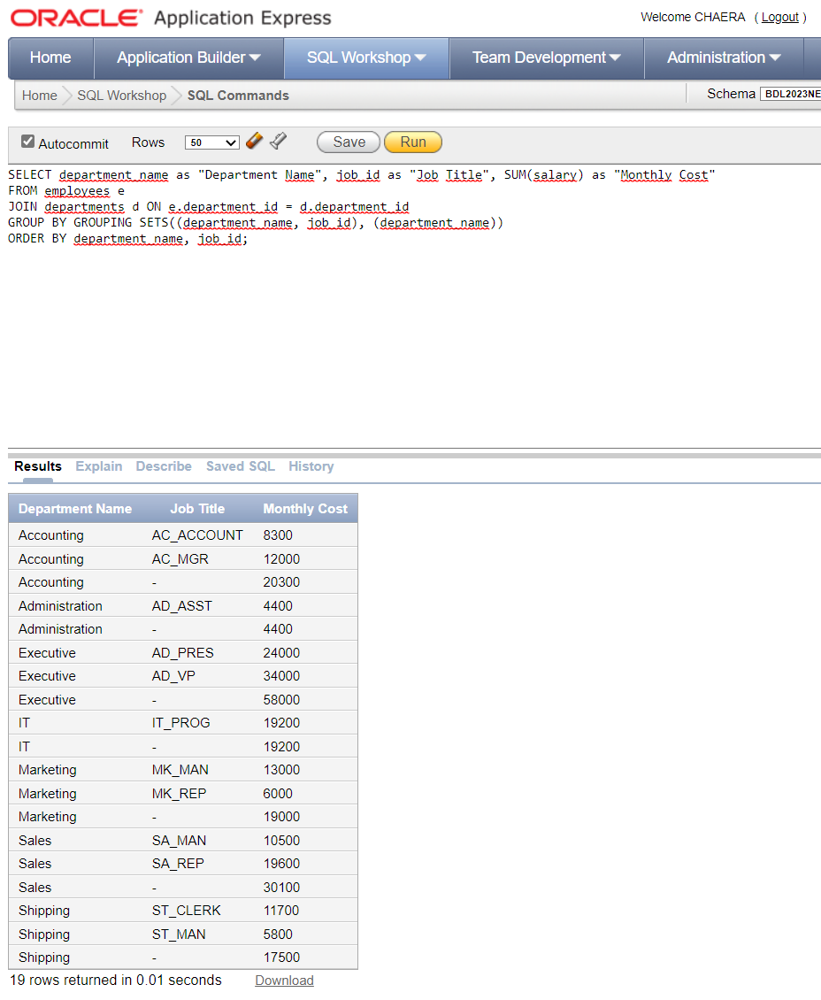 ORACLE® Application Express
Welcome CHAERA ( Logout )
Home Application Builder SQL Workshop Team Development Administration
Home SQL Workshop SQL Commands Schema BDL2023NE
Autocommit Rows 50 Save Run
SELECT department_name as "Department Name", job_id as "Job Title", SUM(salary) as "Monthly Cost"
FROM employees e
JOIN departments d ON e.department_id = d.department_id
GROUP BY GROUPING SETS((department_name, job_id), (department_name))
ORDER BY department_name, job_id;
Results Explain Describe Saved SQL History
Department Name Job Title Monthly Cost
Accounting AC_ACCOUNT 8300
Accounting AC_MGR 12000
Accounting - 20300
Administration AD_ASST 4400
Administration - 4400
Executive AD_PRES 24000
Executive AD_VP 34000
Executive - 58000
IT IT_PROG 19200
IT - 19200
Marketing MK_MAN 13000
Marketing MK_REP 6000
Marketing - 19000
Sales SA_MAN 10500
Sales SA_REP 19600
Sales - 30100
Shipping ST_CLERK 11700
Shipping ST_MAN 5800
Shipping - 17500
19 rows returned in 0.01 seconds Download